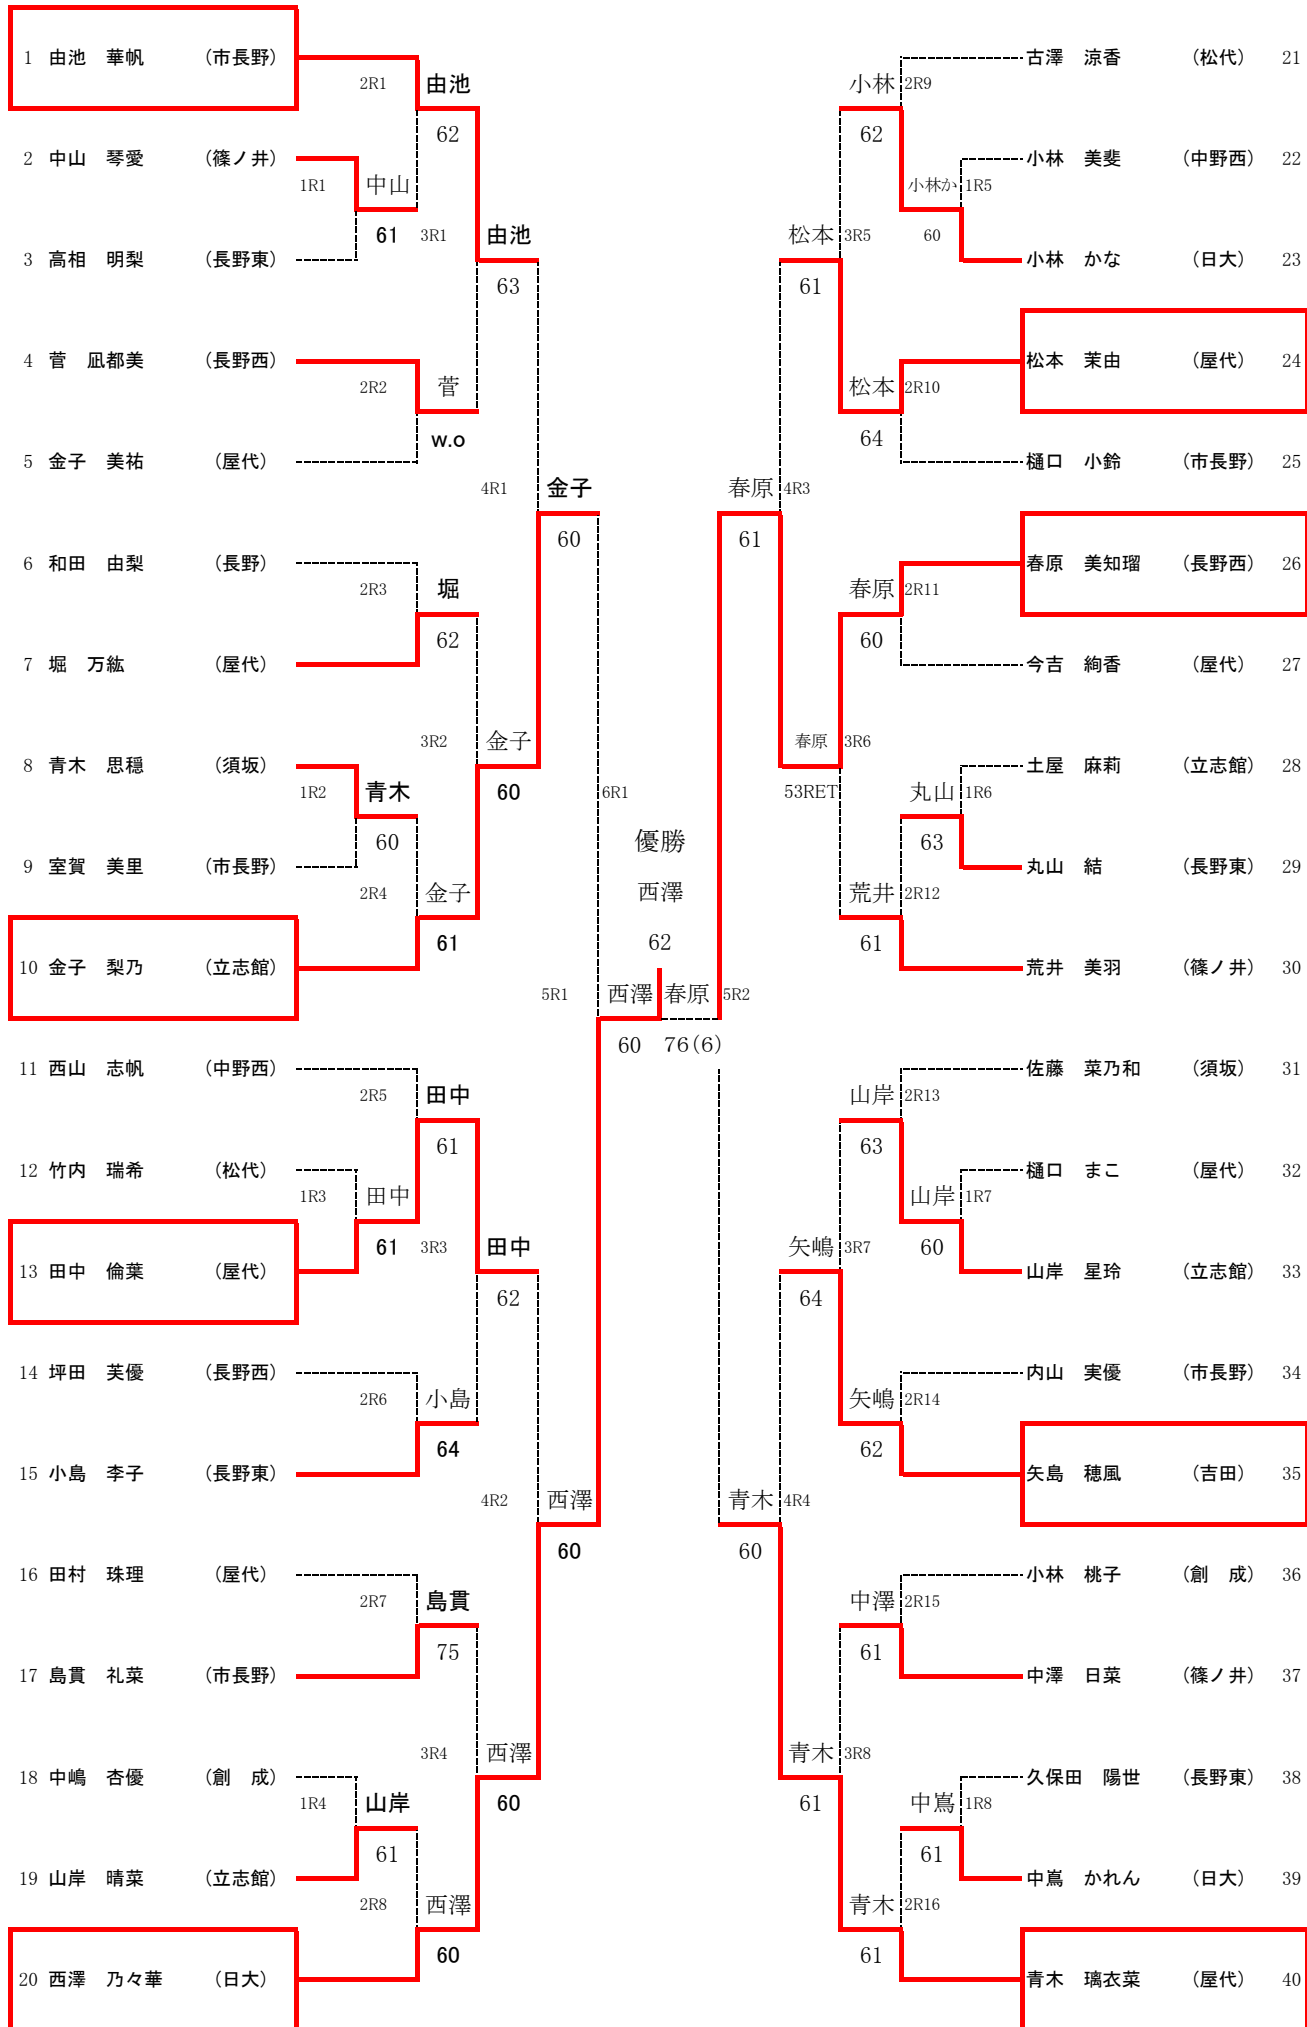 1 由池 華帆 (市長野)
2 中山 琴愛 (篠ノ井)
3 高相 明梨 (長野東)
4 菅 凪都美 (長野西)
5 金子 美祐 (屋代)
6 和田 由梨 (長野)
7 堀 万紘 (屋代)
8 青木 思穏 (須坂)
9 室賀 美里 (市長野)
10 金子 梨乃 (立志館)
11 西山 志帆 (中野西)
12 竹内 瑞希 (松代)
13 田中 倫葉 (屋代)
14 坪田 芙優 (長野西)
15 小島 李子 (長野東)
16 田村 珠理 (屋代)
17 島貫 礼菜 (市長野)
18 中嶋 杏優 (創 成)
19 山岸 晴菜 (立志館)
20 西澤 乃々華 (日大)
1R1 中山
61
1R2 青木
60
1R3 田中
61
1R4 山岸
61
2R1 由池
62
2R2 菅
w.o
2R3 堀
62
2R4 金子
61
2R5 田中
61
2R6 小島
64
2R7 島貫
75
2R8 西澤
60
3R1 由池
63
3R2 金子
60
3R3 田中
62
3R4 西澤
60
4R1 金子
60
4R2 西澤
60
5R1 西澤
60
6R1
優勝
西澤
62
春原 5R2
76(6)
春原 4R3
61
青木 4R4
60
松本 3R5
61
春原 3R6
53RET
矢嶋 3R7
64
青木 3R8
61
小林 2R9
62
松本 2R10
64
春原 2R11
60
荒井 2R12
61
山岸 2R13
63
矢嶋 2R14
62
中澤 2R15
61
青木 2R16
61
小林か 1R5
60
丸山 1R6
63
山岸 1R7
60
中嶌 1R8
61
古澤 涼香 (松代) 21
小林 美斐 (中野西) 22
小林 かな (日大) 23
松本 茉由 (屋代) 24
樋口 小鈴 (市長野) 25
春原 美知瑠 (長野西) 26
今吉 絢香 (屋代) 27
土屋 麻莉 (立志館) 28
丸山 結 (長野東) 29
荒井 美羽 (篠ノ井) 30
佐藤 菜乃和 (須坂) 31
樋口 まこ (屋代) 32
山岸 星玲 (立志館) 33
内山 実優 (市長野) 34
矢島 穂風 (吉田) 35
小林 桃子 (創 成) 36
中澤 日菜 (篠ノ井) 37
久保田 陽世 (長野東) 38
中嶌 かれん (日大) 39
青木 璃衣菜 (屋代) 40